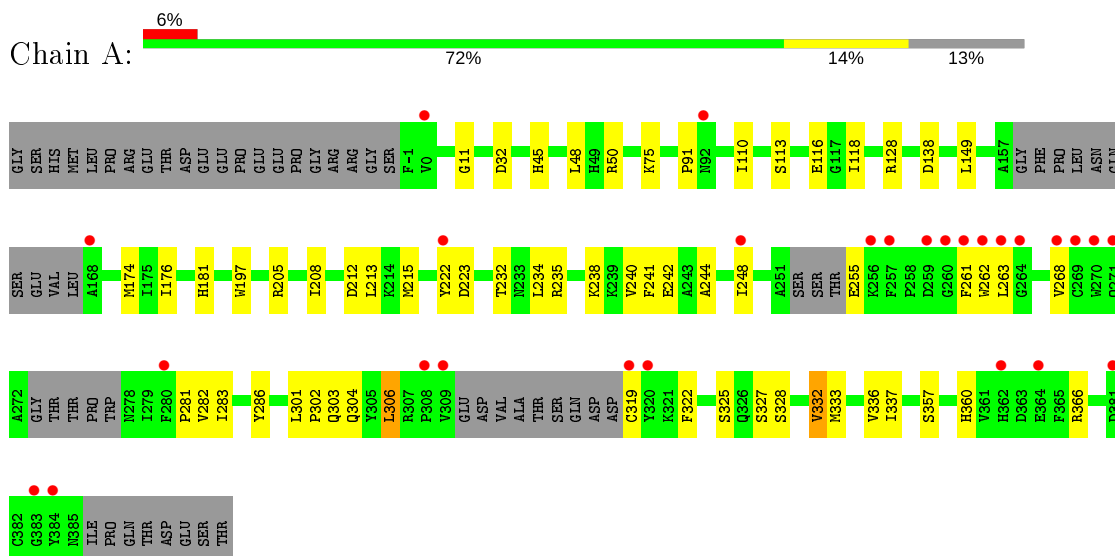 6%
Chain A:
72% 14% 13%
GLY SER HIS MET LEU PRO ARG GLU THR ASP GLU GLU PRO GLU GLU PRO GLY ARG ARG GLY SER F-1 V0 G11 D32 H45 L48 H49 R50 K75 P91 N92 I110 S113 E116 G117 I118 R128 D138 L149 A157 GLY PHE PRO LEU ASN GLN
SER GLU VAL LEU A168 M174 I175 I176 H181 W197 R205 I208 D212 L213 K214 M215 Y222 D223 T232 N233 L234 R235 K238 K239 V240 F241 E242 A243 A244 I248 A251 SER SER THR E255 K256 F257 P258 D259 G260 F261 W262 L263 G264 V268 C269 W270 Q271
A272 GLY THR THR PRO TRP N278 I279 F280 P281 V282 I283 Y286 L301 P302 Q303 Q304 Y305 L306 R307 P308 V309 GLU ASP VAL ALA THR SER GLN ASP ASP C319 Y320 K321 F322 S325 Q326 S327 S328 V332 M333 V336 I337 S357 H360 V361 H362 D363 E364 F365 R366
C382 G383 Y384 N385 ILE PRO GLN THR ASP GLU SER THR